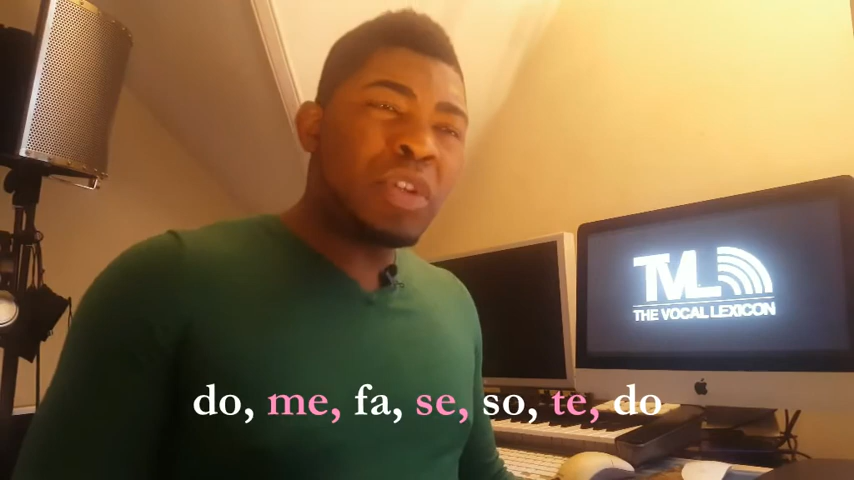 TVL
THE VOCAL LEXICON
do, me, fa, se, so, te, do